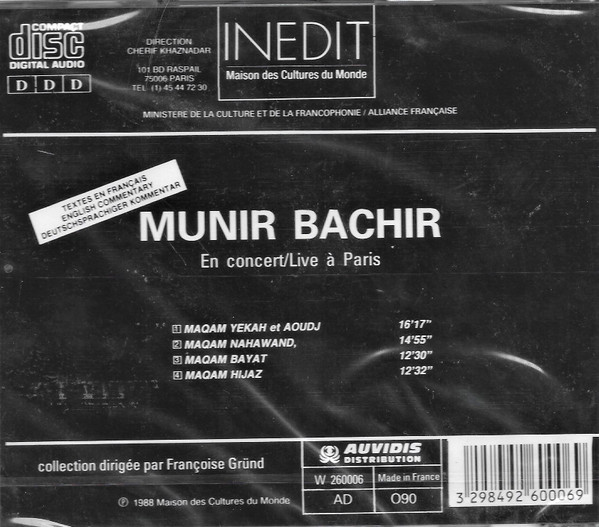 COMPACT
disc
DIGITAL AUDIO
D D D
DIRECTION
CHERIF KHAZNADAR
101 BD RASPAIL
75006 PARIS
TEL (1) 45 44 72 30
INEDIT
Maison des Cultures du Monde
MINISTERE DE LA CULTURE ET DE LA FRANCOPHONIE / ALLIANCE FRANÇAISE
TEXTES EN FRANÇAIS
ENGLISH COMMENTARY
DEUTSCHSPRACHIGER KOMMENTAR
MUNIR BACHIR
En concert/Live à Paris
1 MAQAM YEKAH et AOUDJ 16'17"
2 MAQAM NAHAWAND, 14'55"
3 MAQAM BAYAT 12'30"
4 MAQAM HIJAZ 12'32"
collection dirigée par Françoise Gründ
℗ 1988 Maison des Cultures du Monde
AUVIDIS
DISTRIBUTION
W 260006 Made in France
AD O90
3 298492 600069